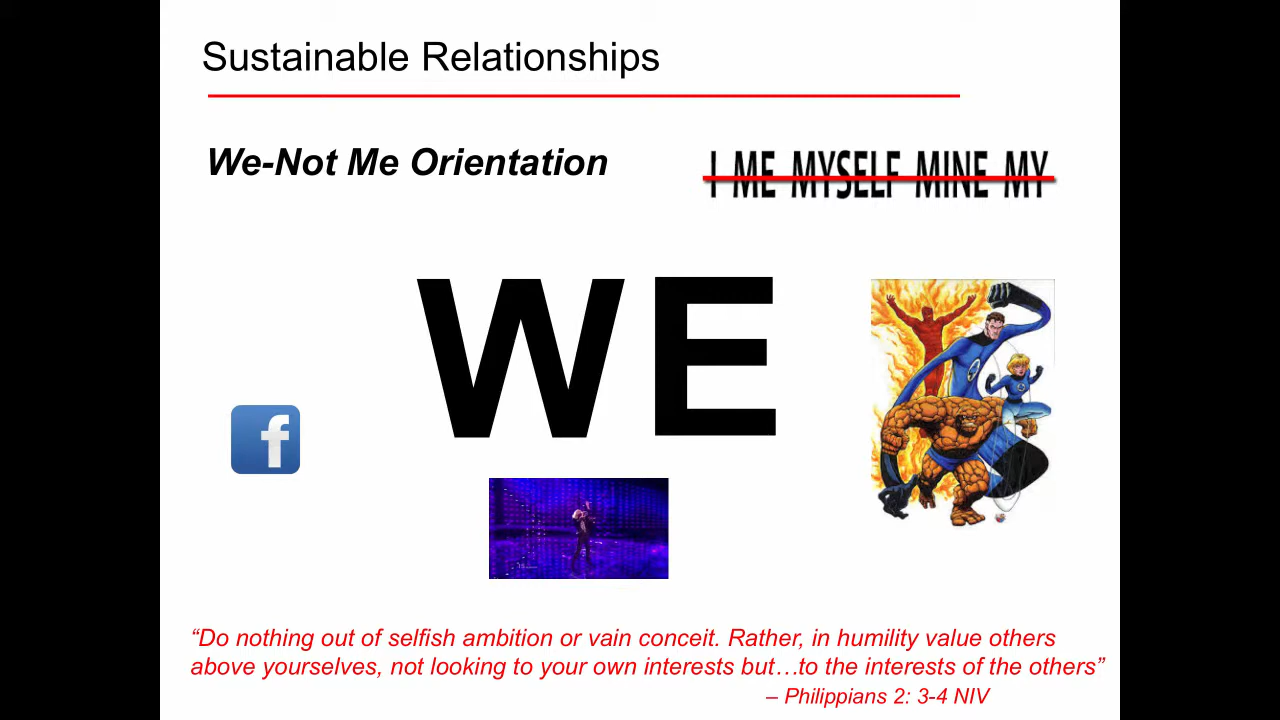 Sustainable Relationships
We-Not Me Orientation
I ME MYSELF MINE MY
WE
f
“Do nothing out of selfish ambition or vain conceit. Rather, in humility value others
above yourselves, not looking to your own interests but…to the interests of the others”
– Philippians 2: 3-4 NIV